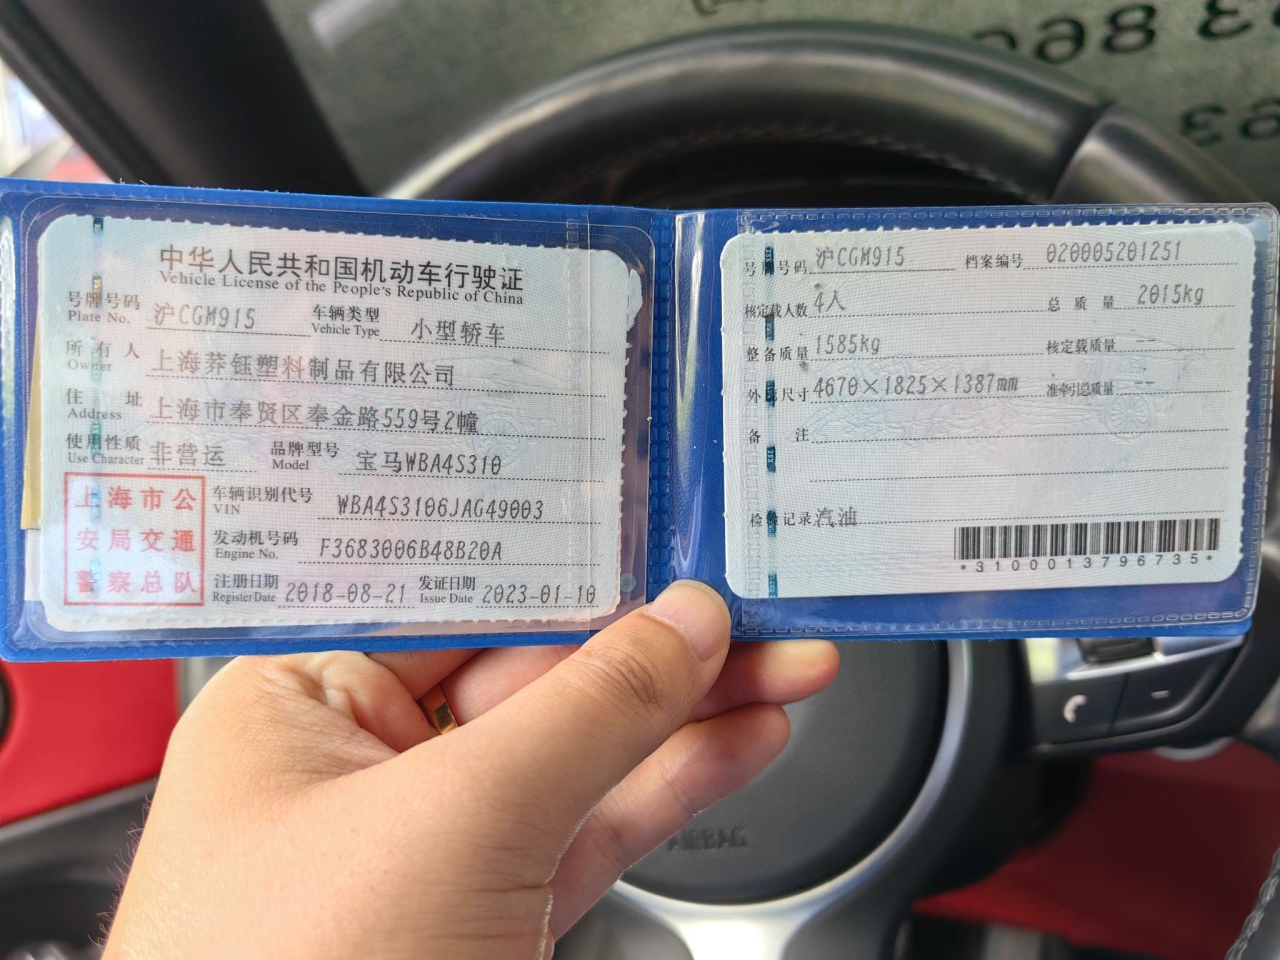 中华人民共和国机动车行驶证
Vehicle License of the People's Republic of China
号牌号码 沪CGM915 车辆类型 小型轿车
Plate No. Vehicle Type
所有人 上海莽钰塑料制品有限公司
Owner
住址 上海市奉贤区奉金路559号2幢
Address
使用性质 非营运 品牌型号 宝马WBA4S310
Use Character Model
上海市公
安局交通
警察总队
车辆识别代号 WBA4S3106JAG49003
VIN
发动机号码 F3683006B48B20A
Engine No.
注册日期 2018-08-21 发证日期 2023-01-10
Register Date Issue Date
号牌号码 沪CGM915 档案编号 020005201251
核定载人数 4人 总质量 2015kg
整备质量 1585kg 核定载质量 --
外廓尺寸 4670×1825×1387mm 准牵引总质量 --
备注
检验记录 汽油
*3100013796735*
AIRBAG